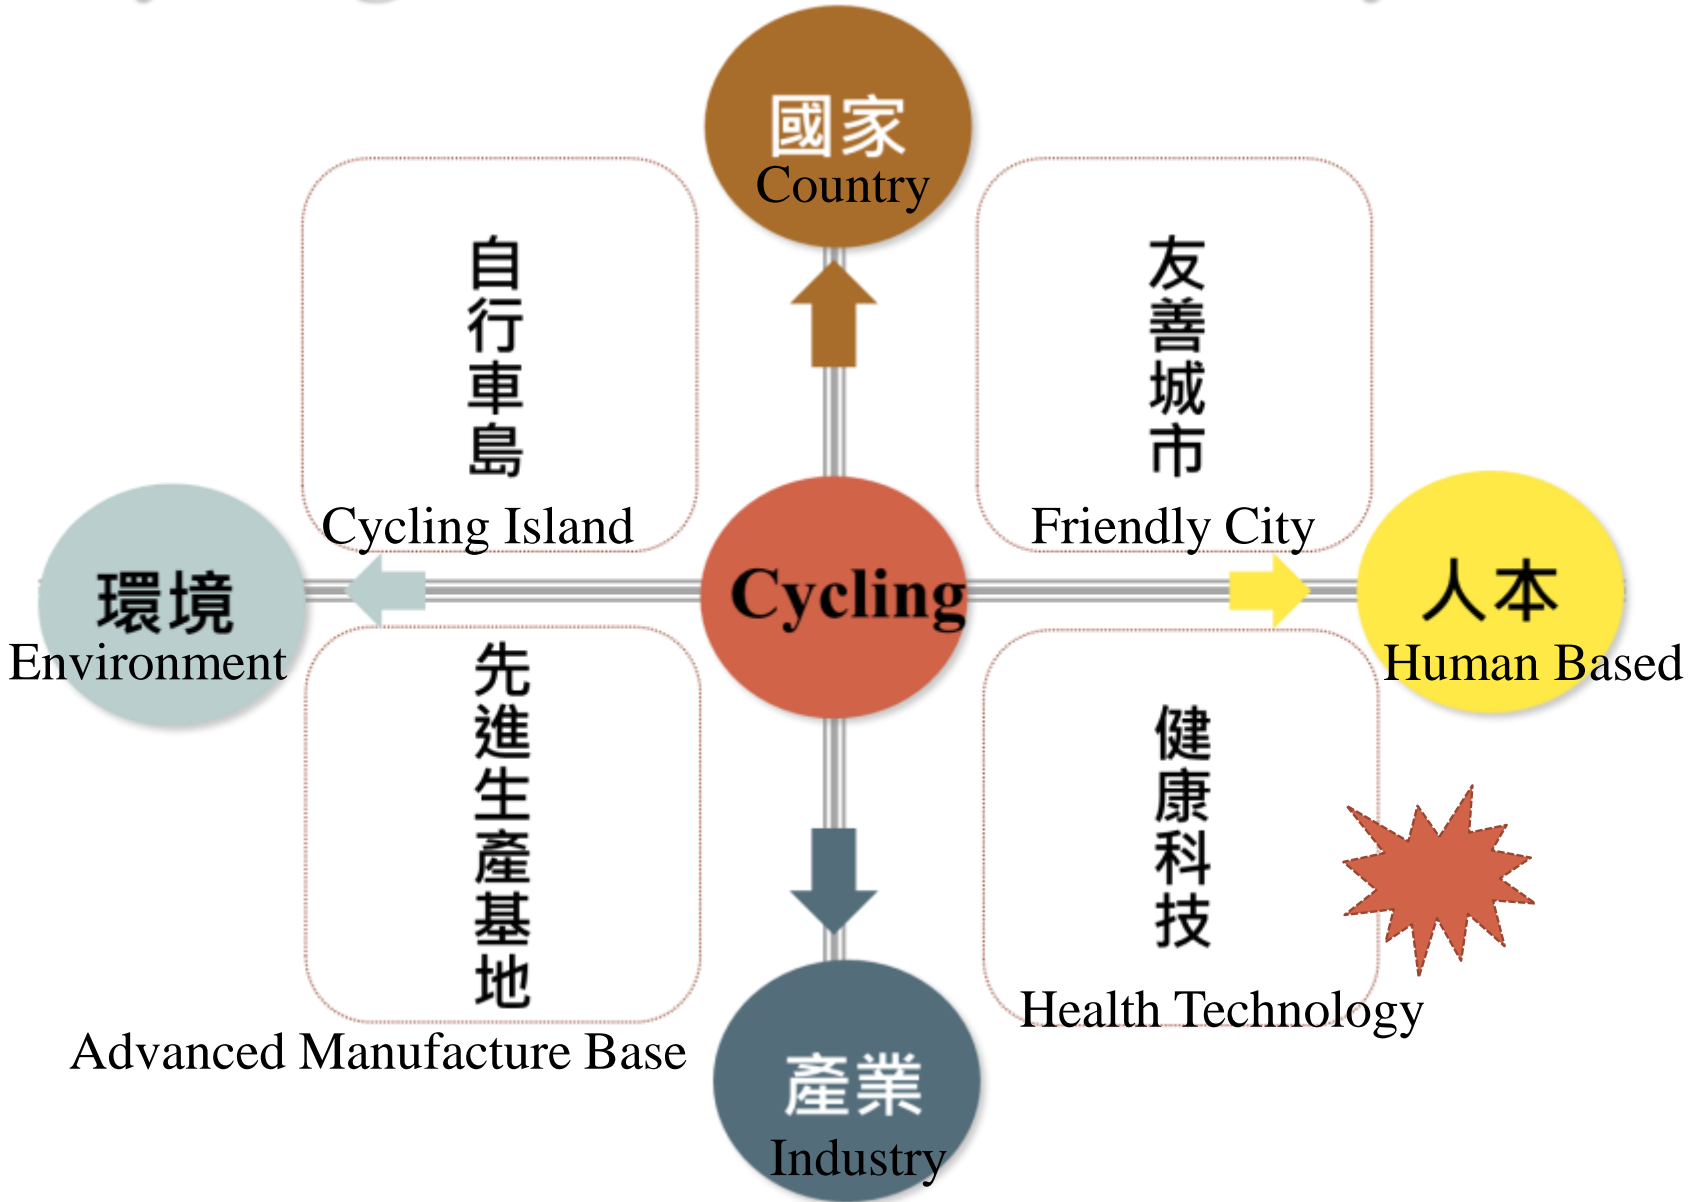 國家
Country
自行車島
Cycling Island
友善城市
Friendly City
環境
Environment
Cycling
人本
Human Based
先進生產基地
Advanced Manufacture Base
健康科技
Health Technology
產業
Industry